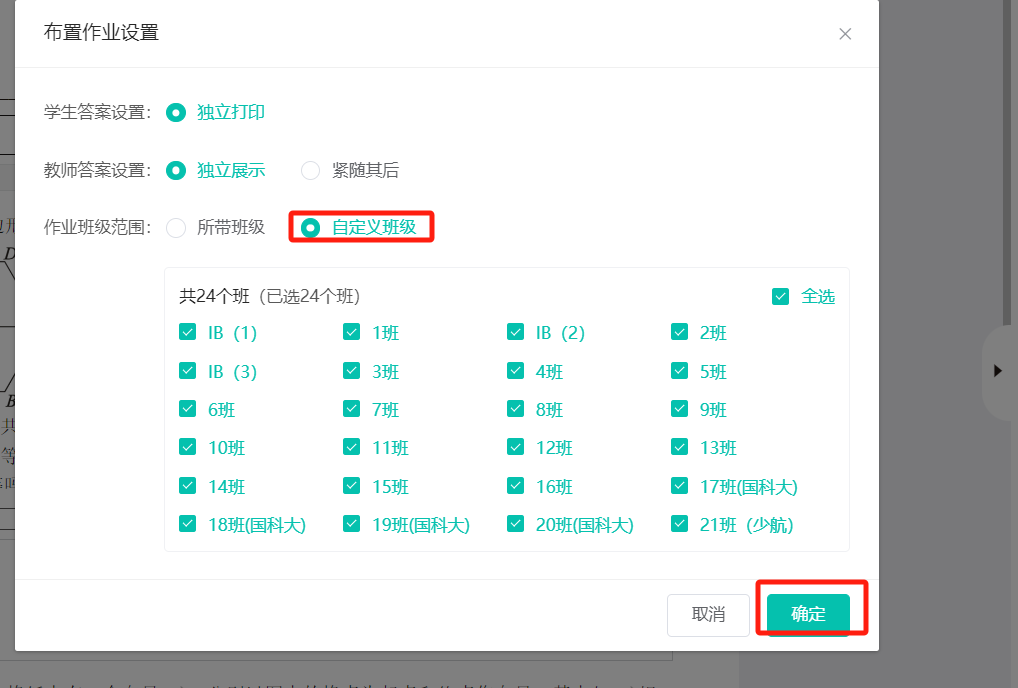 布置作业设置
学生答案设置： 独立打印
教师答案设置： 独立展示 紧随其后
作业班级范围： 所带班级 自定义班级
共24个班（已选24个班） 全选
IB（1） 1班 IB（2） 2班
IB（3） 3班 4班 5班
6班 7班 8班 9班
10班 11班 12班 13班
14班 15班 16班 17班(国科大)
18班(国科大) 19班(国科大) 20班(国科大) 21班（少航）
取消 确定